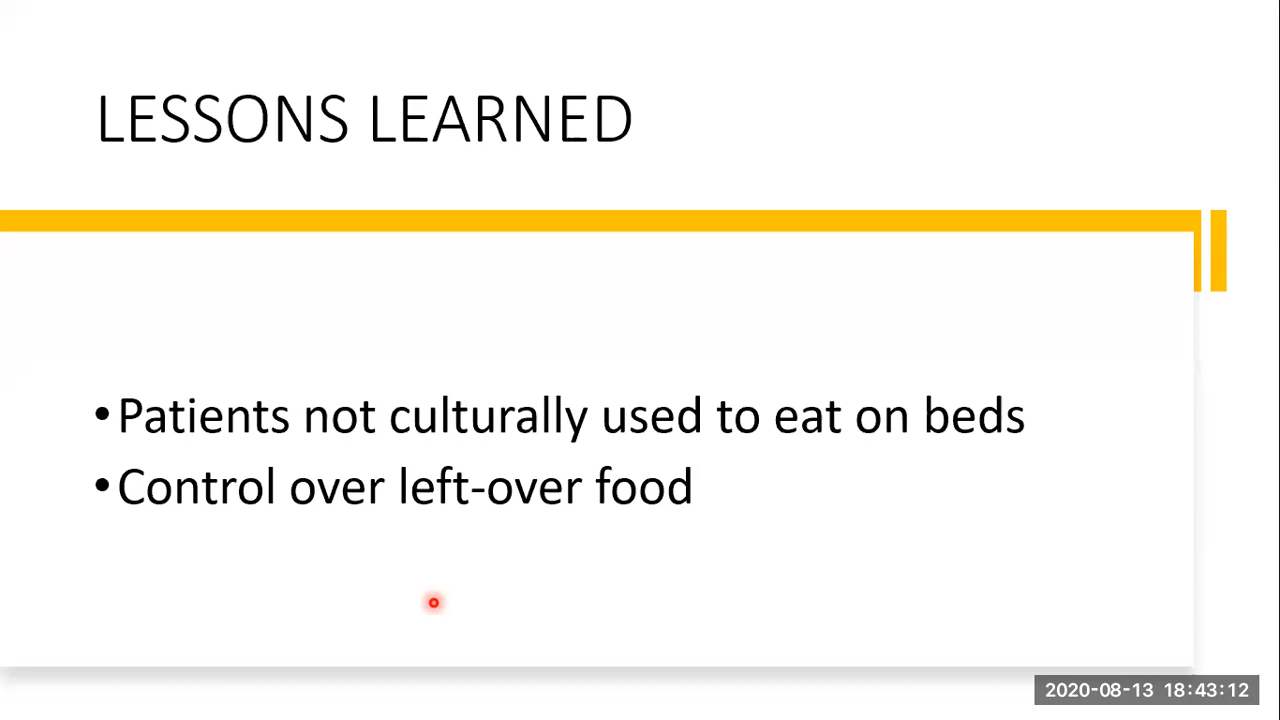 LESSONS LEARNED
•Patients not culturally used to eat on beds
•Control over left-over food
2020-08-13 18:43:12